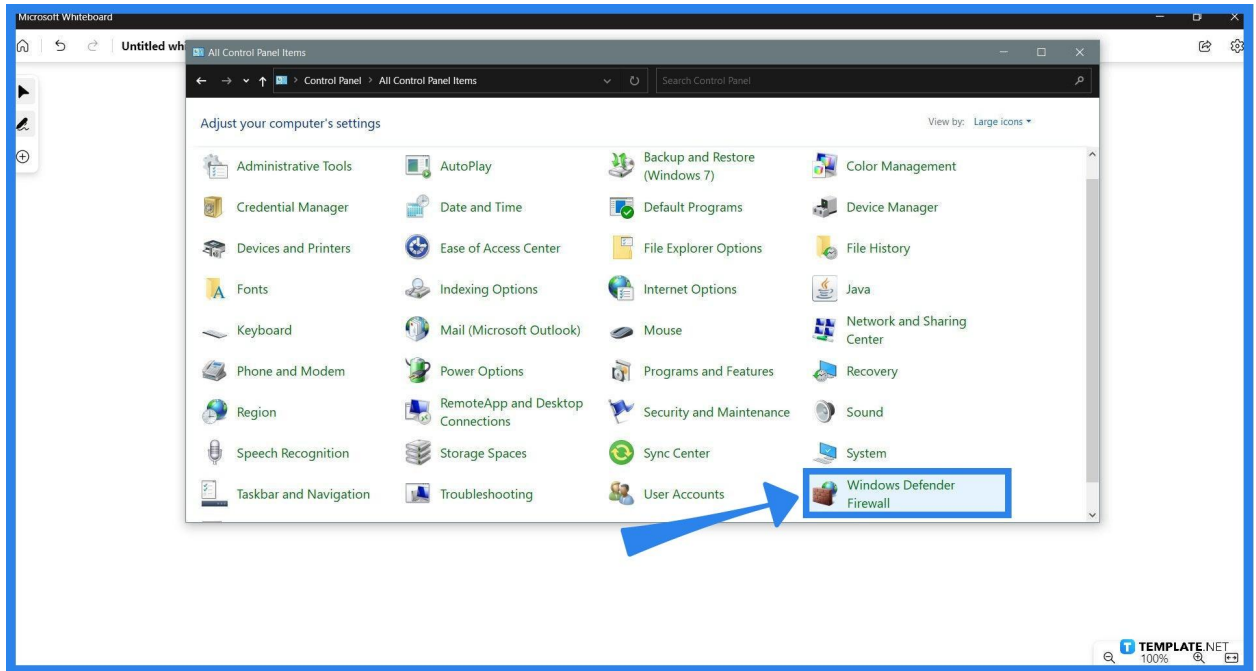 Microsoft Whiteboard
Untitled wh
All Control Panel Items
Control Panel > All Control Panel Items
Search Control Panel
Adjust your computer's settings
View by: Large icons
Administrative Tools
AutoPlay
Backup and Restore
(Windows 7)
Color Management
Credential Manager
Date and Time
Default Programs
Device Manager
Devices and Printers
Ease of Access Center
File Explorer Options
File History
Fonts
Indexing Options
Internet Options
Java
Keyboard
Mail (Microsoft Outlook)
Mouse
Network and Sharing
Center
Phone and Modem
Power Options
Programs and Features
Recovery
Region
RemoteApp and Desktop
Connections
Security and Maintenance
Sound
Speech Recognition
Storage Spaces
Sync Center
System
Taskbar and Navigation
Troubleshooting
User Accounts
Windows Defender
Firewall
T TEMPLATE.NET
100%